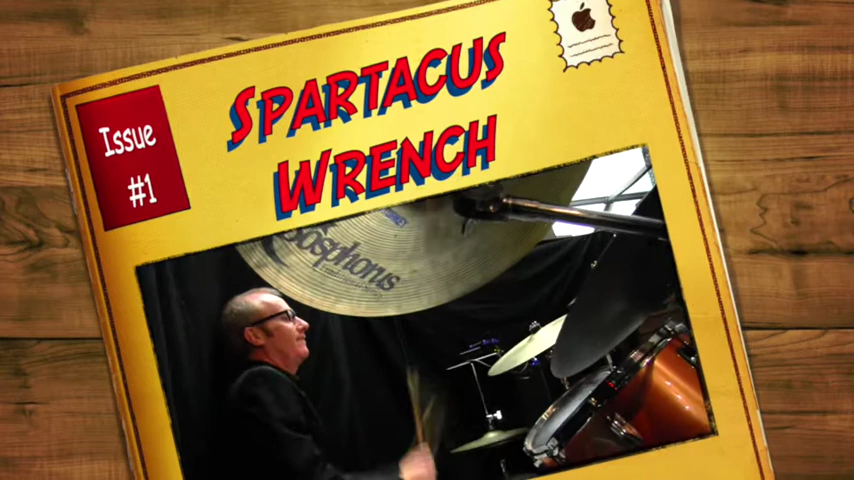 Issue
#1
SPARTACUS
WRENCH
Bosphorus